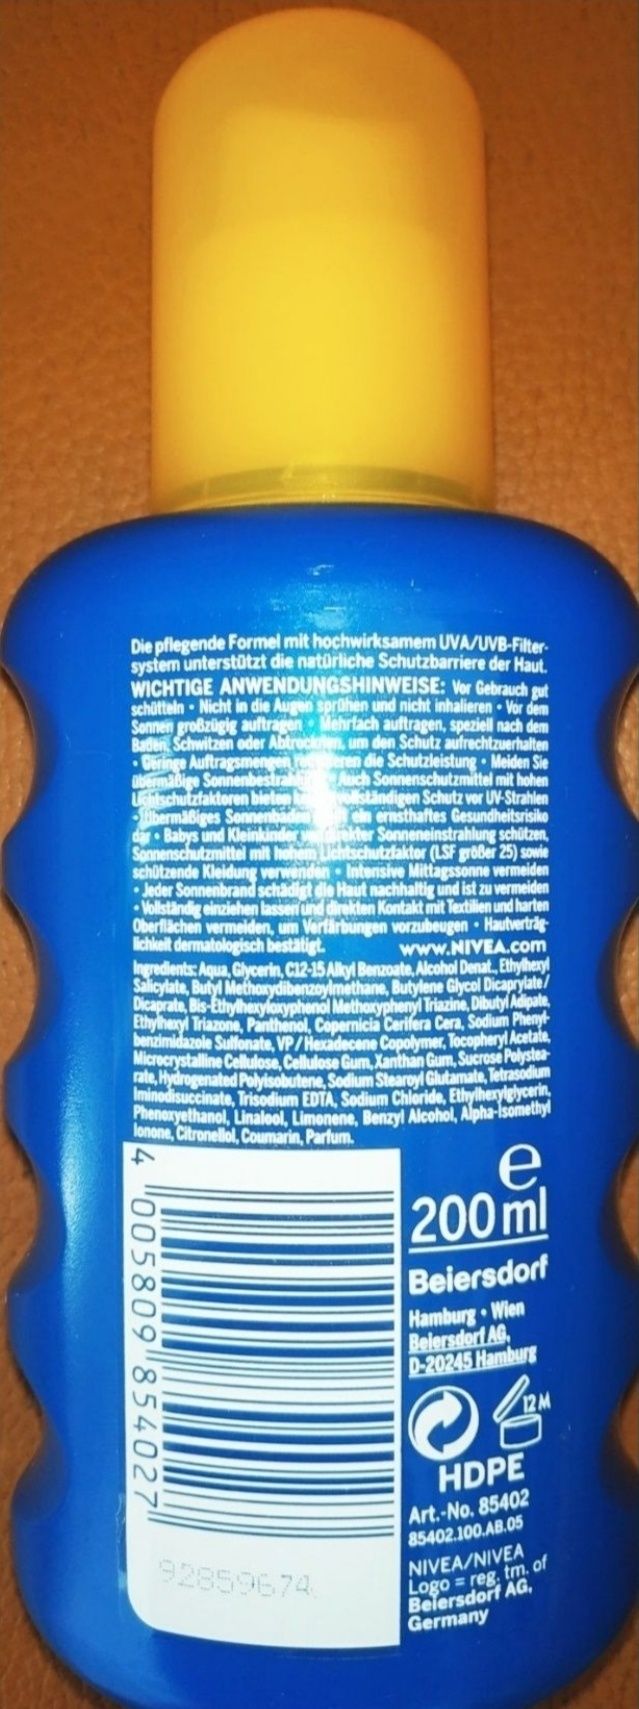 Die pflegende Formel mit hochwirksamem UVA/UVB-Filter-
system unterstützt die natürliche Schutzbarriere der Haut.
WICHTIGE ANWENDUNGSHINWEISE: Vor Gebrauch gut
schütteln • Nicht in die Augen sprühen und nicht inhalieren • Vor dem
Sonnen großzügig auftragen • Mehrfach auftragen, speziell nach dem
Baden, Schwitzen oder Abtrocknen, um den Schutz aufrechtzuerhalten
• Geringe Auftragsmengen reduzieren die Schutzleistung • Meiden Sie
übermäßige Sonnenbestrahlung Auch Sonnenschutzmittel mit hohen
Lichtschutzfaktoren bieten vollständigen Schutz vor UV-Strahlen
• Übermäßiges Sonnenbaden ein ernsthaftes Gesundheitsrisiko
dar • Babys und Kleinkinder vor direkter Sonneneinstrahlung schützen,
Sonnenschutzmittel mit hohem Lichtschutzfaktor (LSF größer 25) sowie
schützende Kleidung verwenden • Intensive Mittagssonne vermeiden
• Jeder Sonnenbrand schädigt die Haut nachhaltig und ist zu vermeiden
• Vollständig einziehen lassen und direkten Kontakt mit Textilien und harten
Oberflächen vermeiden, um Verfärbungen vorzubeugen • Hautverträg-
lichkeit dermatologisch bestätigt. www.NIVEA.com
Ingredients: Aqua, Glycerin, C12-15 Alkyl Benzoate, Alcohol Denat., Ethylhexyl
Salicylate, Butyl Methoxydibenzoylmethane, Butylene Glycol Dicaprylate/
Dicaprate, Bis-Ethylhexyloxyphenol Methoxyphenyl Triazine, Dibutyl Adipate,
Ethylhexyl Triazone, Panthenol, Copernicia Cerifera Cera, Sodium Phenyl-
benzimidazole Sulfonate, VP/Hexadecene Copolymer, Tocopheryl Acetate,
Microcrystalline Cellulose, Cellulose Gum, Xanthan Gum, Sucrose Polystea-
rate, Hydrogenated Polyisobutene, Sodium Stearoyl Glutamate, Tetrasodium
Iminodisuccinate, Trisodium EDTA, Sodium Chloride, Ethylhexylglycerin,
Phenoxyethanol, Linalool, Limonene, Benzyl Alcohol, Alpha-Isomethyl
Ionone, Citronellol, Coumarin, Parfum.
4 005809 854027
92859674
e
200 ml
Beiersdorf
Hamburg • Wien
Beiersdorf AG,
D-20245 Hamburg
12 M
HDPE
Art.-No. 85402
85402.100.AB.05
NIVEA/NIVEA
Logo = reg. tm. of
Beiersdorf AG,
Germany